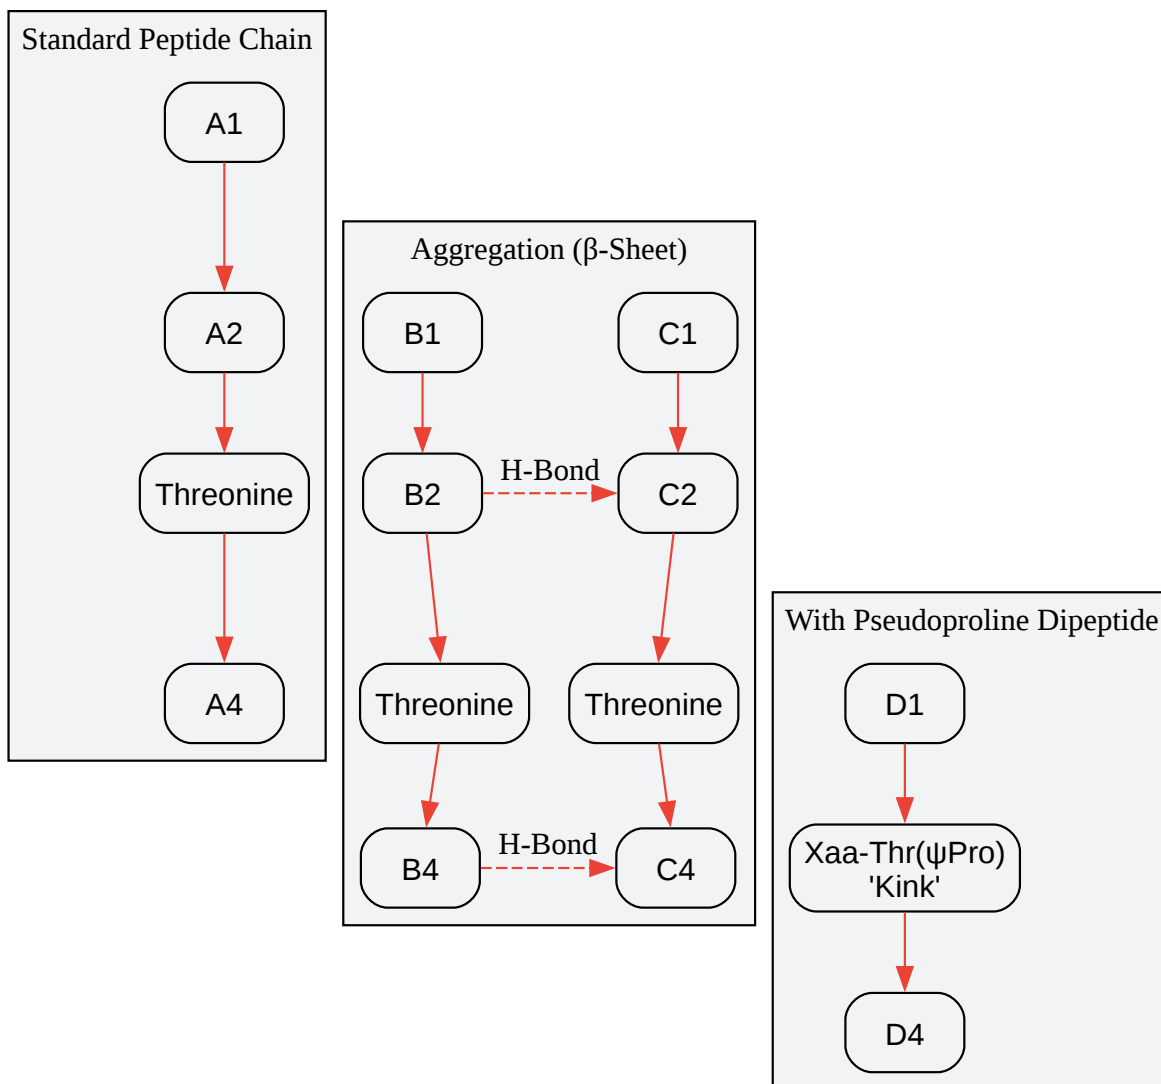 Standard Peptide Chain
A1
A2
Threonine
A4
Aggregation (β-Sheet)
B1
C1
B2
H-Bond
C2
Threonine
Threonine
B4
H-Bond
C4
With Pseudoproline Dipeptide
D1
Xaa-Thr(ψPro)
'Kink'
D4